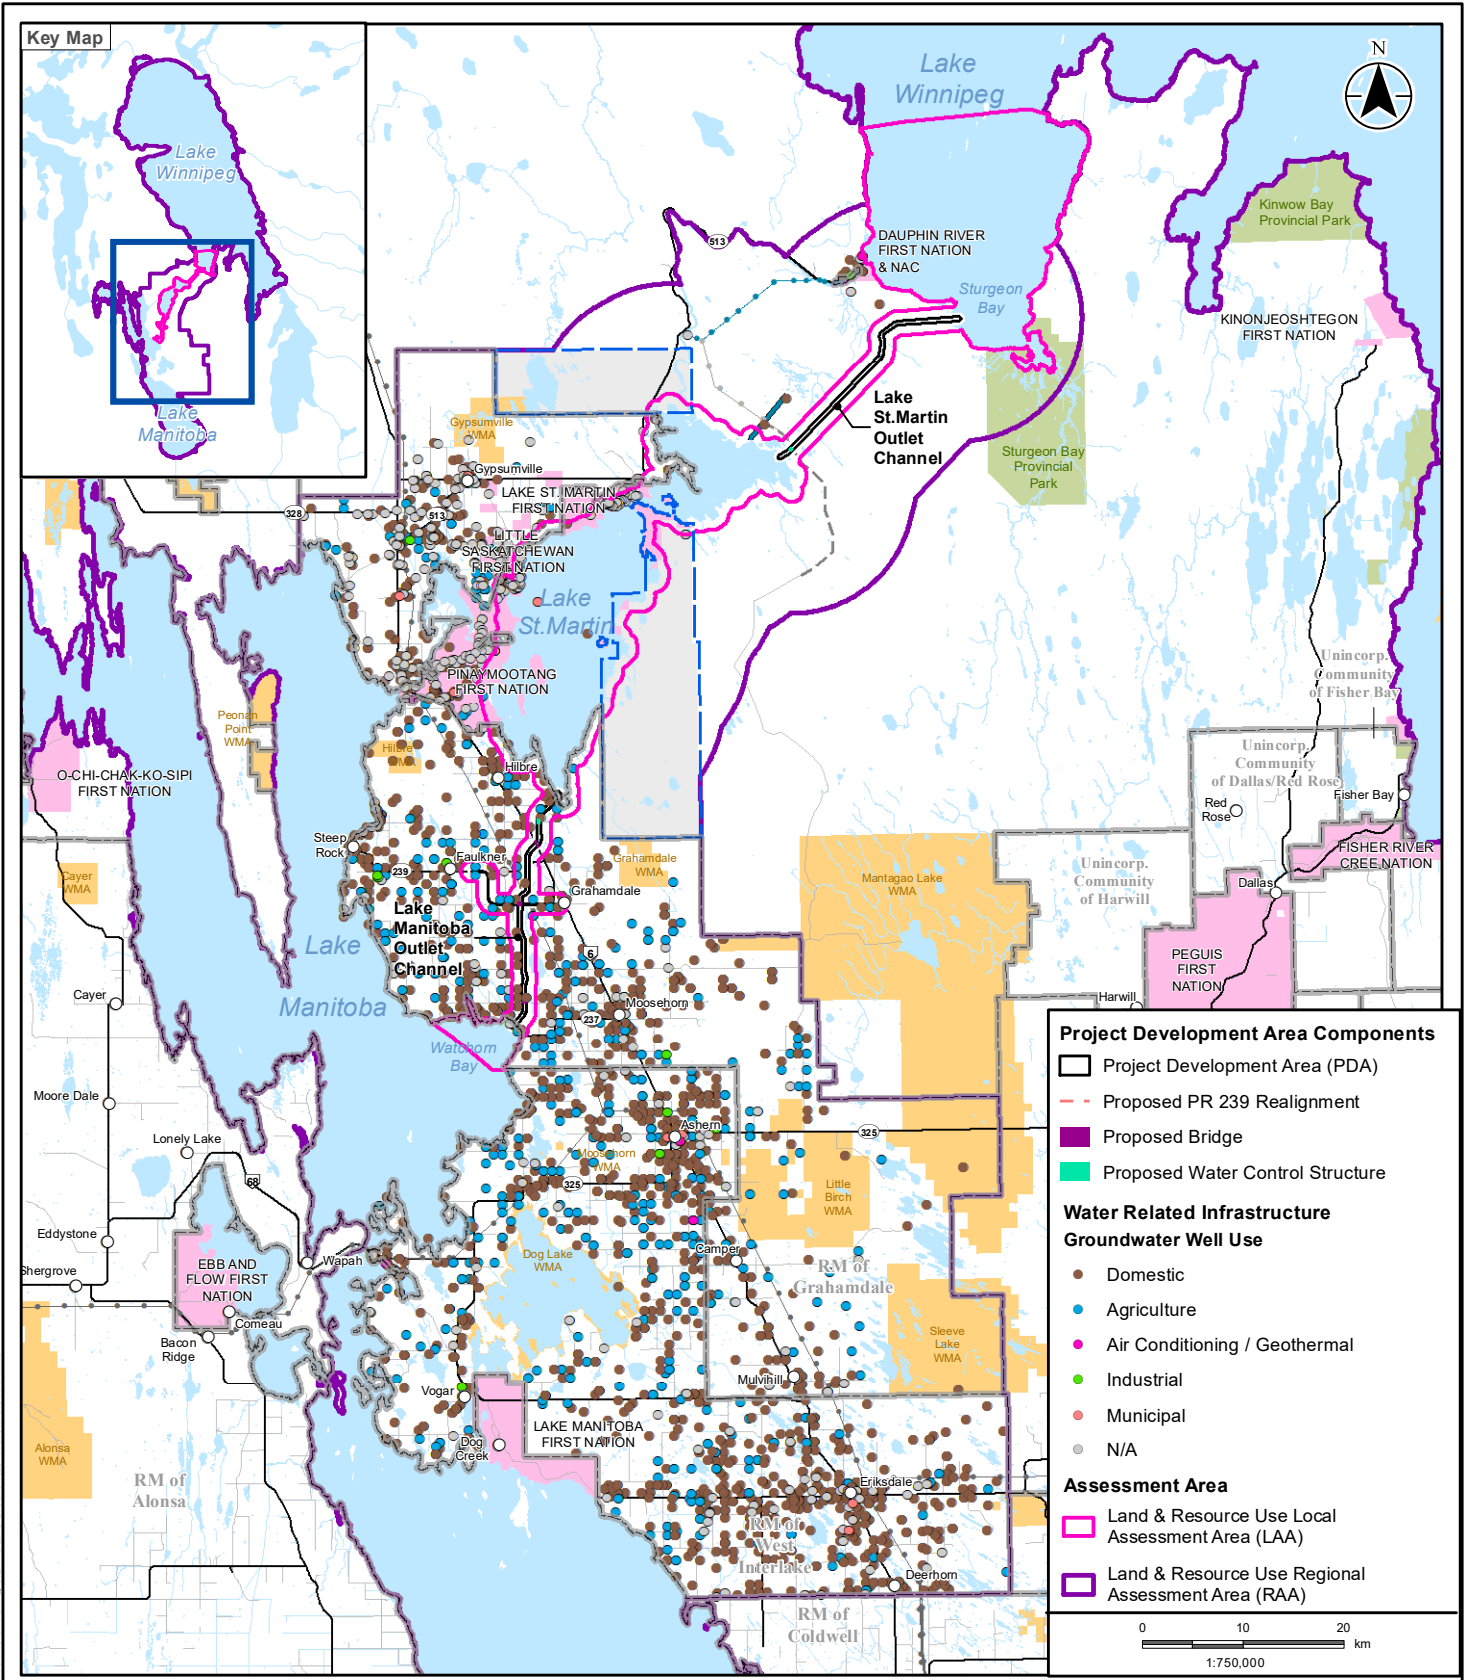 Key Map
Lake
Winnipeg
Lake
Manitoba
N
Lake
Winnipeg
Kinwow Bay
Provincial Park
513
DAUPHIN RIVER
FIRST NATION
& NAC
Sturgeon
Bay
KINONJEOSHTEGON
FIRST NATION
Lake
St.Martin
Outlet
Channel
Gypsumville
WMA
Sturgeon Bay
Provincial
Park
Gypsumville
LAKE ST. MARTIN
FIRST NATION
328
513
LITTLE
SASKATCHEWAN
FIRST NATION
Lake
St.Martin
PINAYMOOTANG
FIRST NATION
Unincorp.
Community
of Fisher Bay
Peonan
Point
WMA
Hilbre
WMA
Unincorp.
Community
of Dallas/Red Rose
O-CHI-CHAK-KO-SIPI
FIRST NATION
Hilbre
Fisher Bay
Red
Rose
Steep
Rock
Faulkner
239
Grahamdale
WMA
FISHER RIVER
CREE NATION
Cayer
WMA
Mantagao Lake
WMA
Unincorp.
Community
of Harwill
Dallas
Grahamdale
Lake
Manitoba
Outlet
Channel
Lake
Manitoba
6
PEGUIS
FIRST
NATION
Cayer
Moosehorn
Harwill
237
Watchorn
Bay
Moore Dale
Ashern
325
Lonely Lake
Moosehorn
WMA
68
325
Little
Birch
WMA
Eddystone
Camper
Dog Lake
WMA
Wapah
EBB AND
FLOW FIRST
NATION
Shergrove
RM of
Grahamdale
Comeau
Bacon
Ridge
Sleeve
Lake
WMA
Mulvihill
Vogar
LAKE MANITOBA
FIRST NATION
Dog
Creek
Alonsa
WMA
RM of
Alonsa
Eriksdale
RM of
West
Interlake
Deerhorn
RM of
Coldwell
Project Development Area Components
Project Development Area (PDA)
Proposed PR 239 Realignment
Proposed Bridge
Proposed Water Control Structure
Water Related Infrastructure
Groundwater Well Use
Domestic
Agriculture
Air Conditioning / Geothermal
Industrial
Municipal
N/A
Assessment Area
Land & Resource Use Local
Assessment Area (LAA)
Land & Resource Use Regional
Assessment Area (RAA)
0 10 20
km
1:750,000